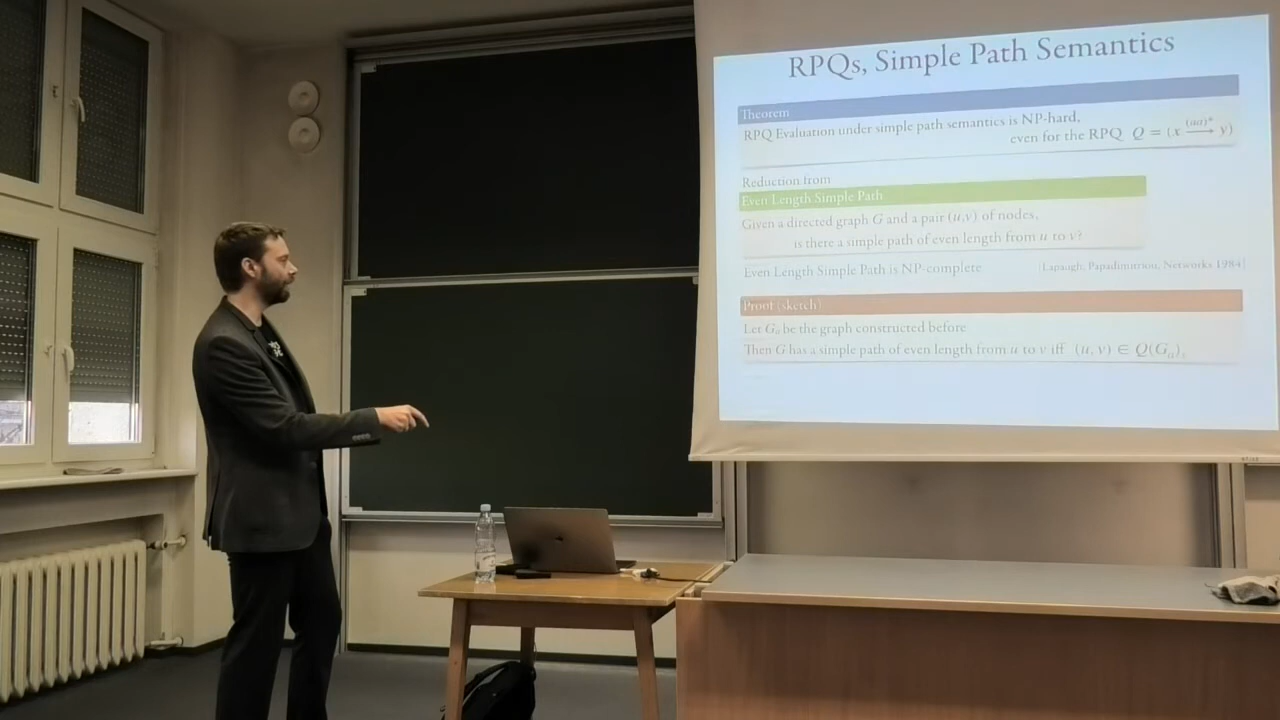 RPQs, Simple Path Semantics
Theorem
RPQ Evaluation under simple path semantics is NP-hard,
even for the RPQ Q = (x —(aa)*→ y)
Reduction from
Even Length Simple Path
Given a directed graph G and a pair (u,v) of nodes,
is there a simple path of even length from u to v?
Even Length Simple Path is NP-complete [Lapaugh, Papadimitriou, Networks 1984]
Proof (sketch)
Let Gₐ be the graph constructed before
Then G has a simple path of even length from u to v iff (u, v) ∈ Q(Gₐ)ₛ